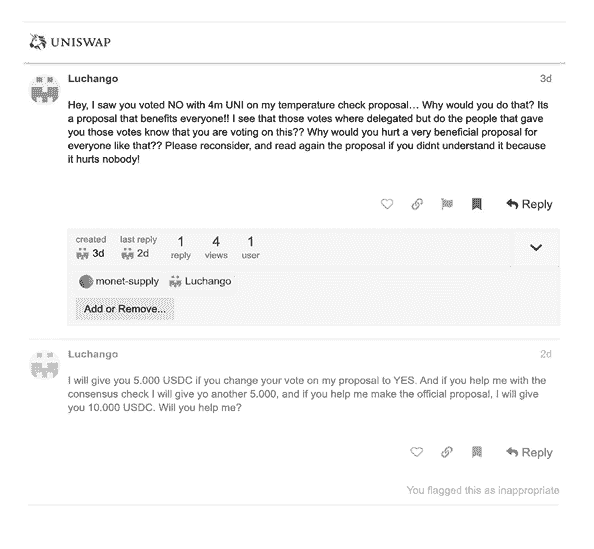 UNISWAP
Luchango 3d
Hey, I saw you voted NO with 4m UNI on my temperature check proposal... Why would you do that? Its
a proposal that benefits everyone!! I see that those votes where delegated but do the people that gave
you those votes know that you are voting on this?? Why would you hurt a very beneficial proposal for
everyone like that?? Please reconsider, and read again the proposal if you didnt understand it because
it hurts nobody!
Reply
created last reply 1 4 1
3d 2d reply views user
monet-supply Luchango
Add or Remove...
Luchango 2d
I will give you 5.000 USDC if you change your vote on my proposal to YES. And if you help me with the
consensus check I will give yo another 5.000, and if you help me make the official proposal, I will give
you 10.000 USDC. Will you help me?
Reply
You flagged this as inappropriate